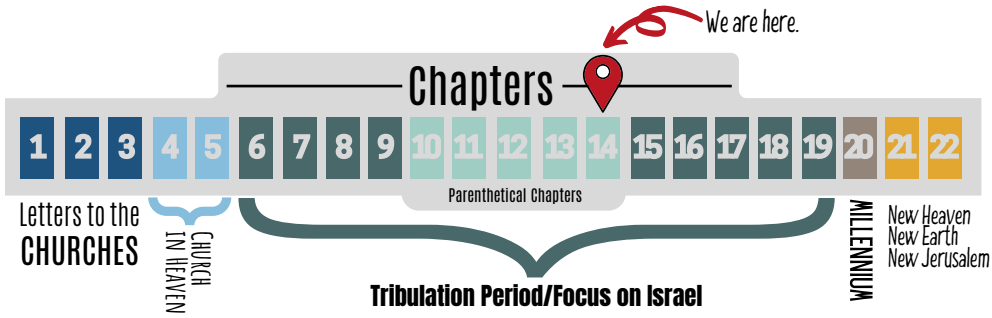 We are here.
Chapters
1 2 3 4 5 6 7 8 9 10 11 12 13 14 15 16 17 18 19 20 21 22
Parenthetical Chapters
Letters to the
CHURCHES
CHURCH
IN HEAVEN
Tribulation Period/Focus on Israel
MILLENNIUM
New Heaven
New Earth
New Jerusalem